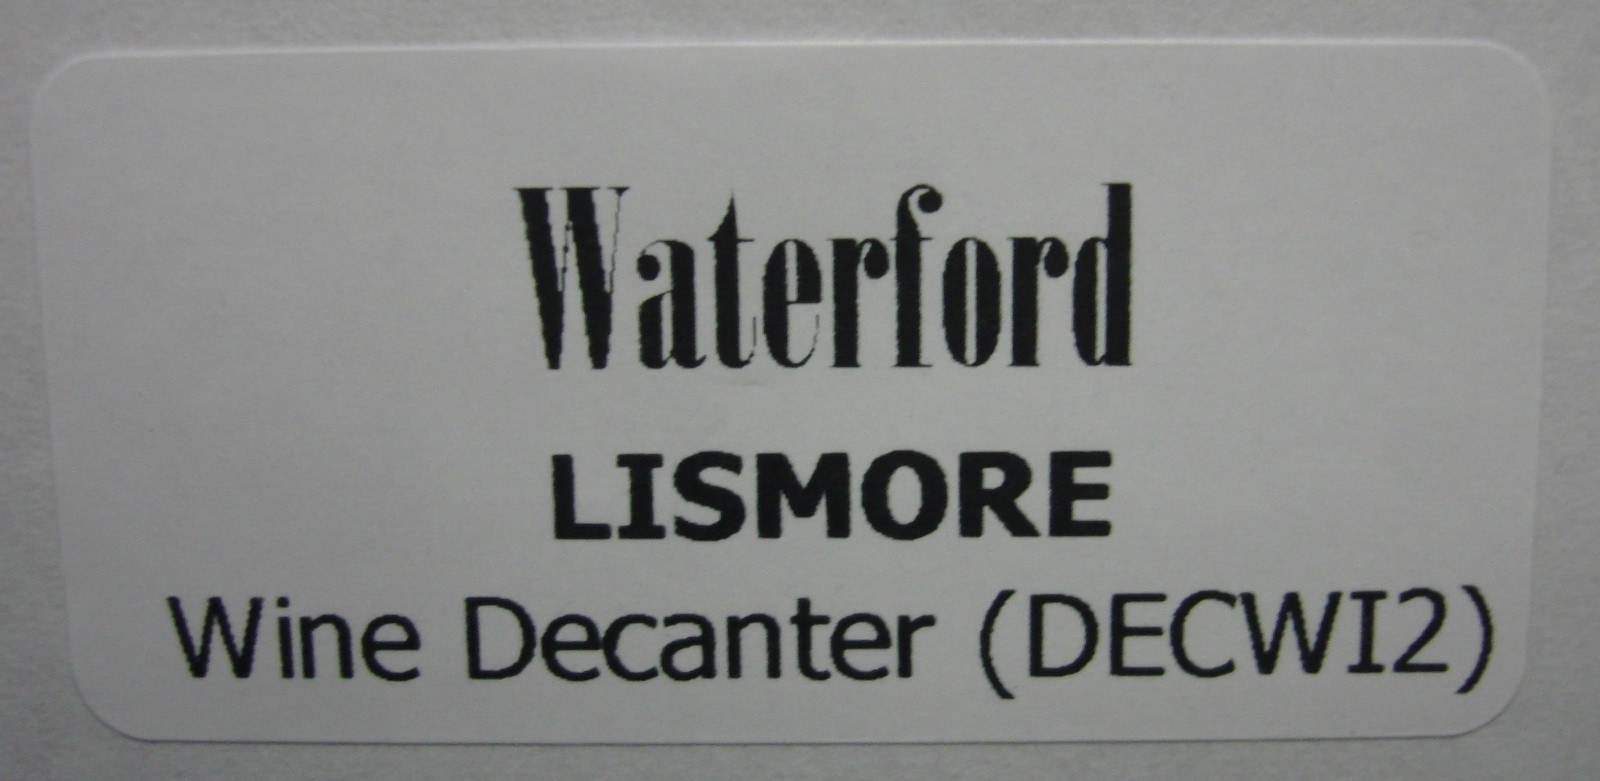 Waterford
LISMORE
Wine Decanter (DECWI2)